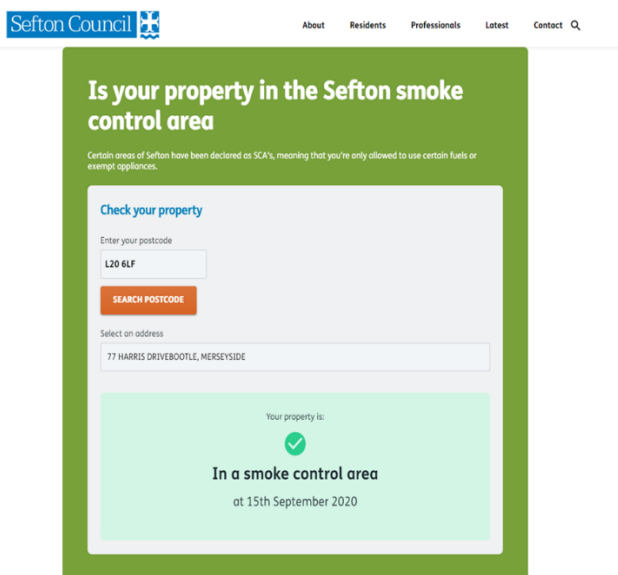 Sefton Council
About Residents Professionals Latest Contact
Is your property in the Sefton smoke
control area
Certain areas of Sefton have been declared as SCA's, meaning that you're only allowed to use certain fuels or
exempt appliances.
Check your property
Enter your postcode
L20 6LF
SEARCH POSTCODE
Select an address
77 HARRIS DRIVEBOOTLE, MERSEYSIDE
Your property is:
In a smoke control area
at 15th September 2020